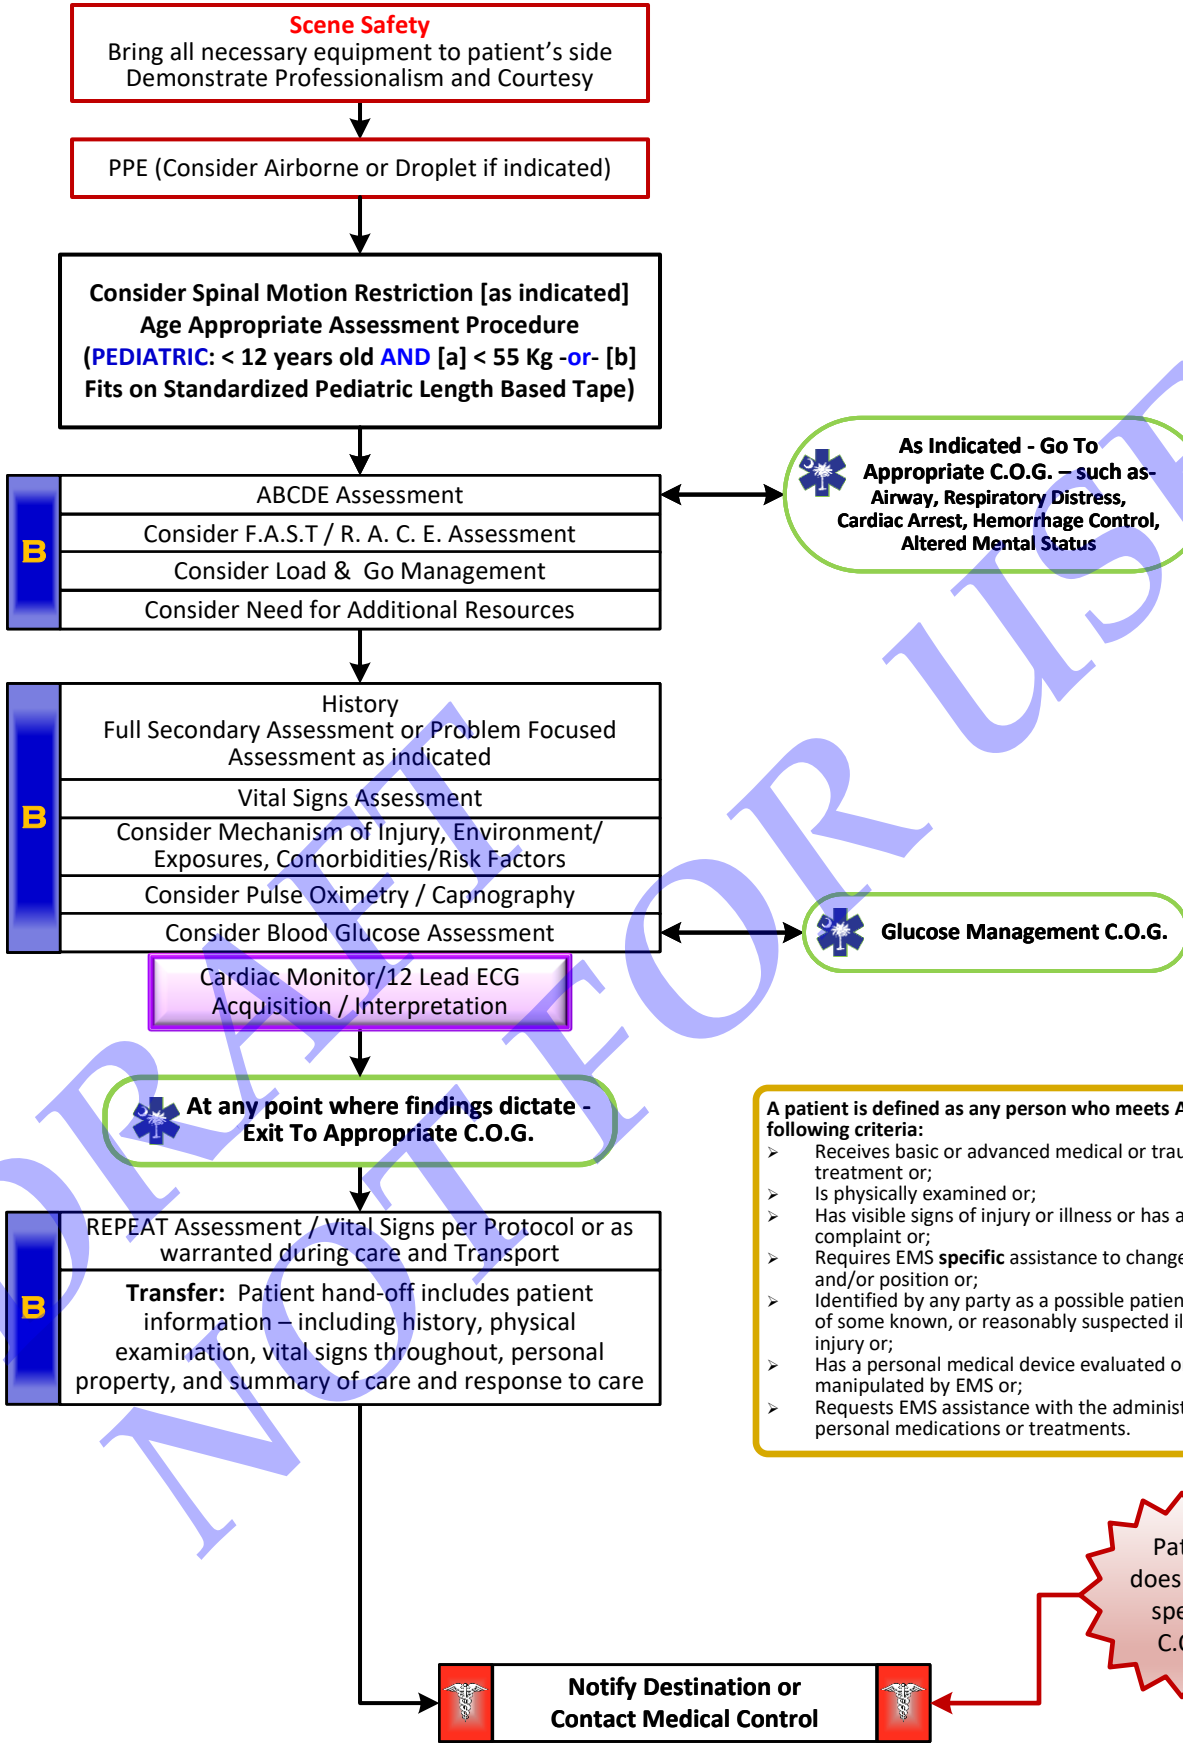 Scene Safety
Bring all necessary equipment to patient's side
Demonstrate Professionalism and Courtesy
PPE (Consider Airborne or Droplet if indicated)
Consider Spinal Motion Restriction [as indicated]
Age Appropriate Assessment Procedure
(PEDIATRIC: < 12 years old AND [a] < 55 Kg -or- [b]
Fits on Standardized Pediatric Length Based Tape)
B
ABCDE Assessment
Consider F.A.S.T / R. A. C. E. Assessment
Consider Load & Go Management
Consider Need for Additional Resources
As Indicated - Go To
Appropriate C.O.G. – such as-
Airway, Respiratory Distress,
Cardiac Arrest, Hemorrhage Control,
Altered Mental Status
B
History
Full Secondary Assessment or Problem Focused
Assessment as indicated
Vital Signs Assessment
Consider Mechanism of Injury, Environment/
Exposures, Comorbidities/Risk Factors
Consider Pulse Oximetry / Capnography
Consider Blood Glucose Assessment
Glucose Management C.O.G.
Cardiac Monitor/12 Lead ECG
Acquisition / Interpretation
At any point where findings dictate -
Exit To Appropriate C.O.G.
B
REPEAT Assessment / Vital Signs per Protocol or as
warranted during care and Transport
Transfer: Patient hand-off includes patient
information – including history, physical
examination, vital signs throughout, personal
property, and summary of care and response to care
A patient is defined as any person who meets
following criteria:
➢ Receives basic or advanced medical or
treatment or;
➢ Is physically examined or;
➢ Has visible signs of injury or illness or has a
complaint or;
➢ Requires EMS specific assistance to change
and/or position or;
➢ Identified by any party as a possible
of some known, or reasonably suspected
injury or;
➢ Has a personal medical device evaluated
manipulated by EMS or;
➢ Requests EMS assistance with the
personal medications or treatments.
does
Notify Destination or
Contact Medical Control
DRAFT
NOT FOR USE